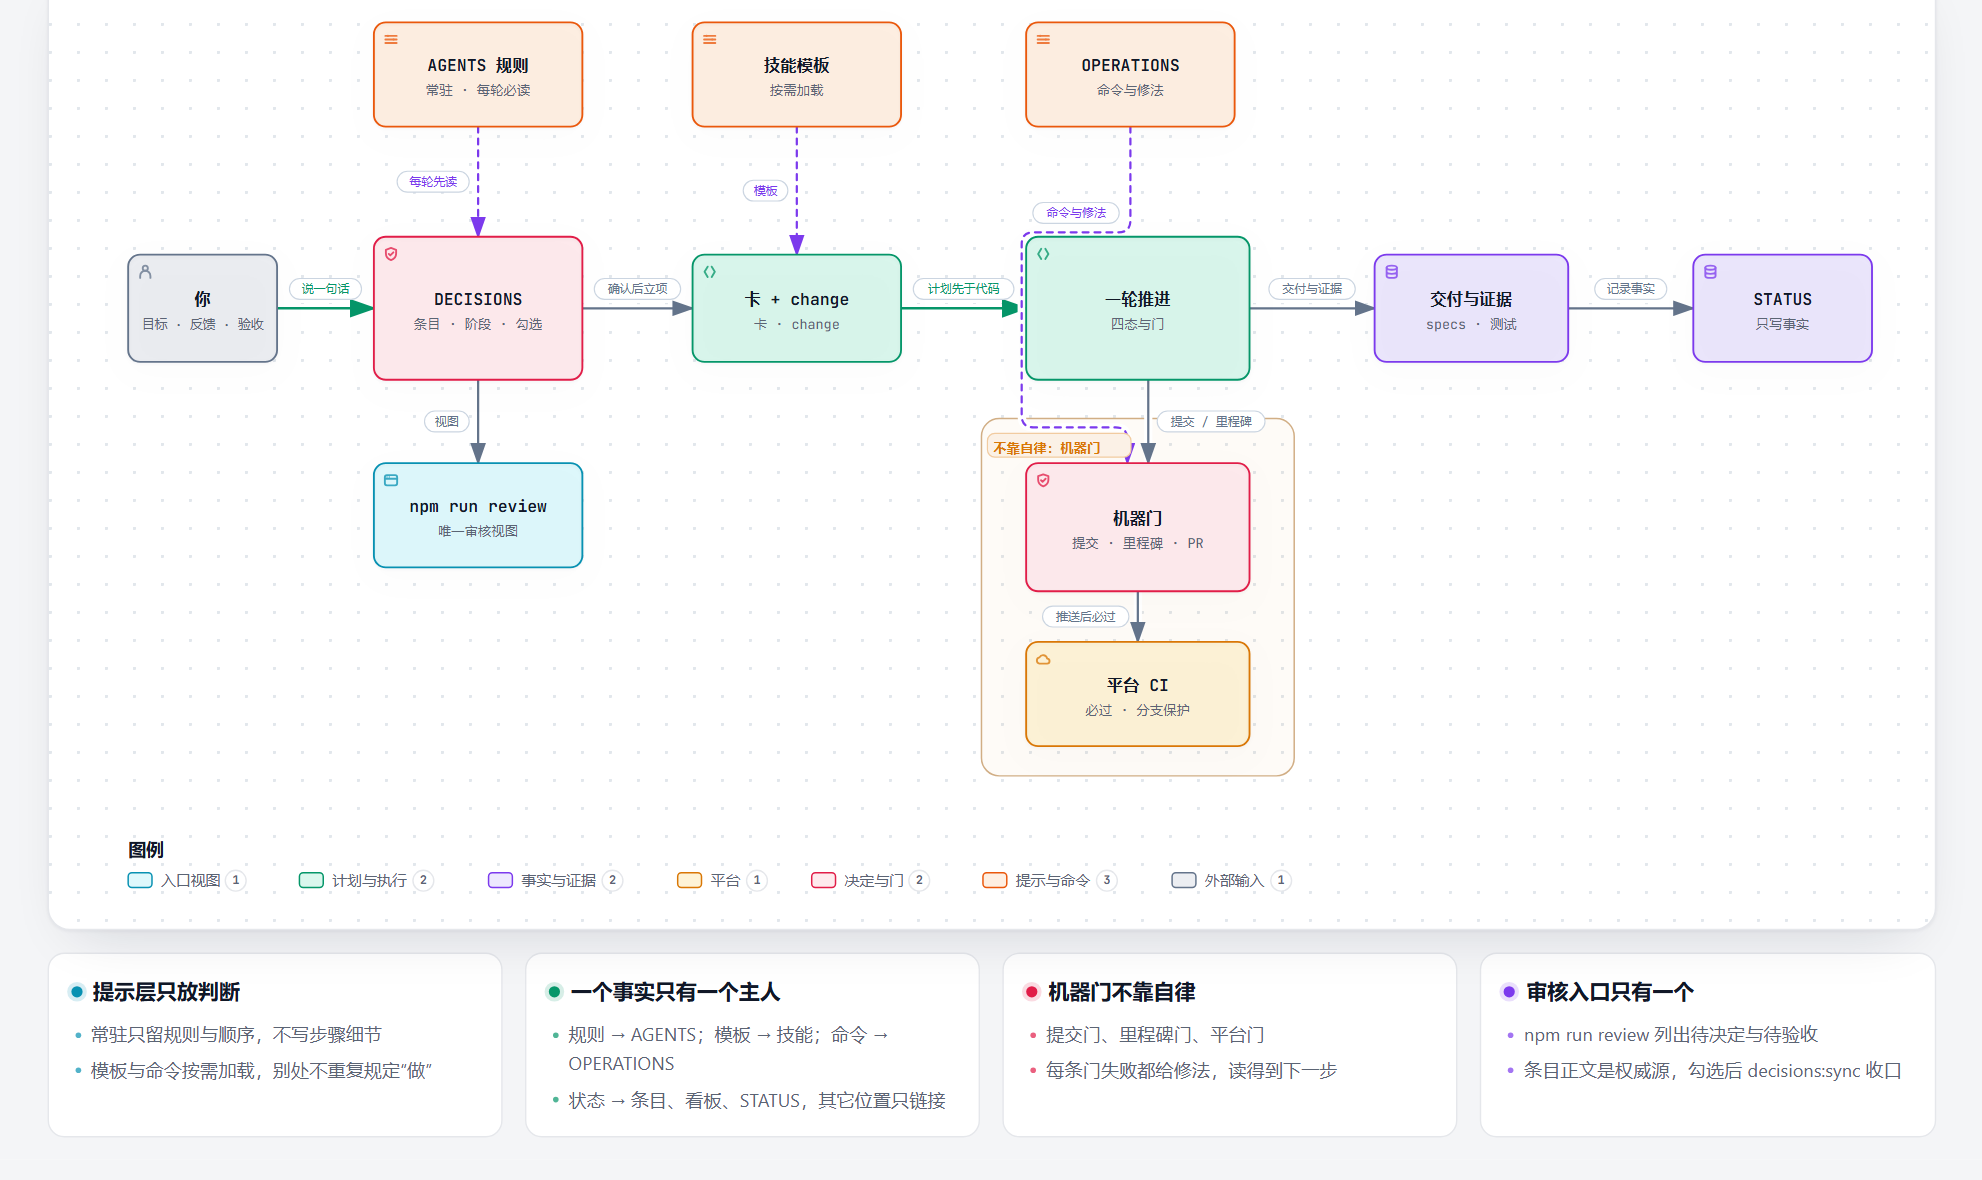 AGENTS 规则
常驻 · 每轮必读
技能模板
按需加载
OPERATIONS
命令与修法
每轮先读
模板
命令与修法
你
目标 · 反馈 · 验收
说一句话
DECISIONS
条目 · 阶段 · 勾选
确认后立项
卡 + change
卡 · change
计划先于代码
一轮推进
四态与门
交付与证据
交付与证据
specs · 测试
记录事实
STATUS
只写事实
视图
提交 / 里程碑
不靠自律：机器门
npm run review
唯一审核视图
机器门
提交 · 里程碑 · PR
推送后必过
平台 CI
必过 · 分支保护
图例
入口视图 1
计划与执行 2
事实与证据 2
平台 1
决定与门 2
提示与命令 3
外部输入 1
提示层只放判断
• 常驻只留规则与顺序，不写步骤细节
• 模板与命令按需加载，别处不重复规定“做”
一个事实只有一个主人
• 规则 → AGENTS；模板 → 技能；命令 →
OPERATIONS
• 状态 → 条目、看板、STATUS，其它位置只链接
机器门不靠自律
• 提交门、里程碑门、平台门
• 每条门失败都给修法，读得到下一步
审核入口只有一个
• npm run review 列出待决定与待验收
• 条目正文是权威源，勾选后 decisions:sync 收口